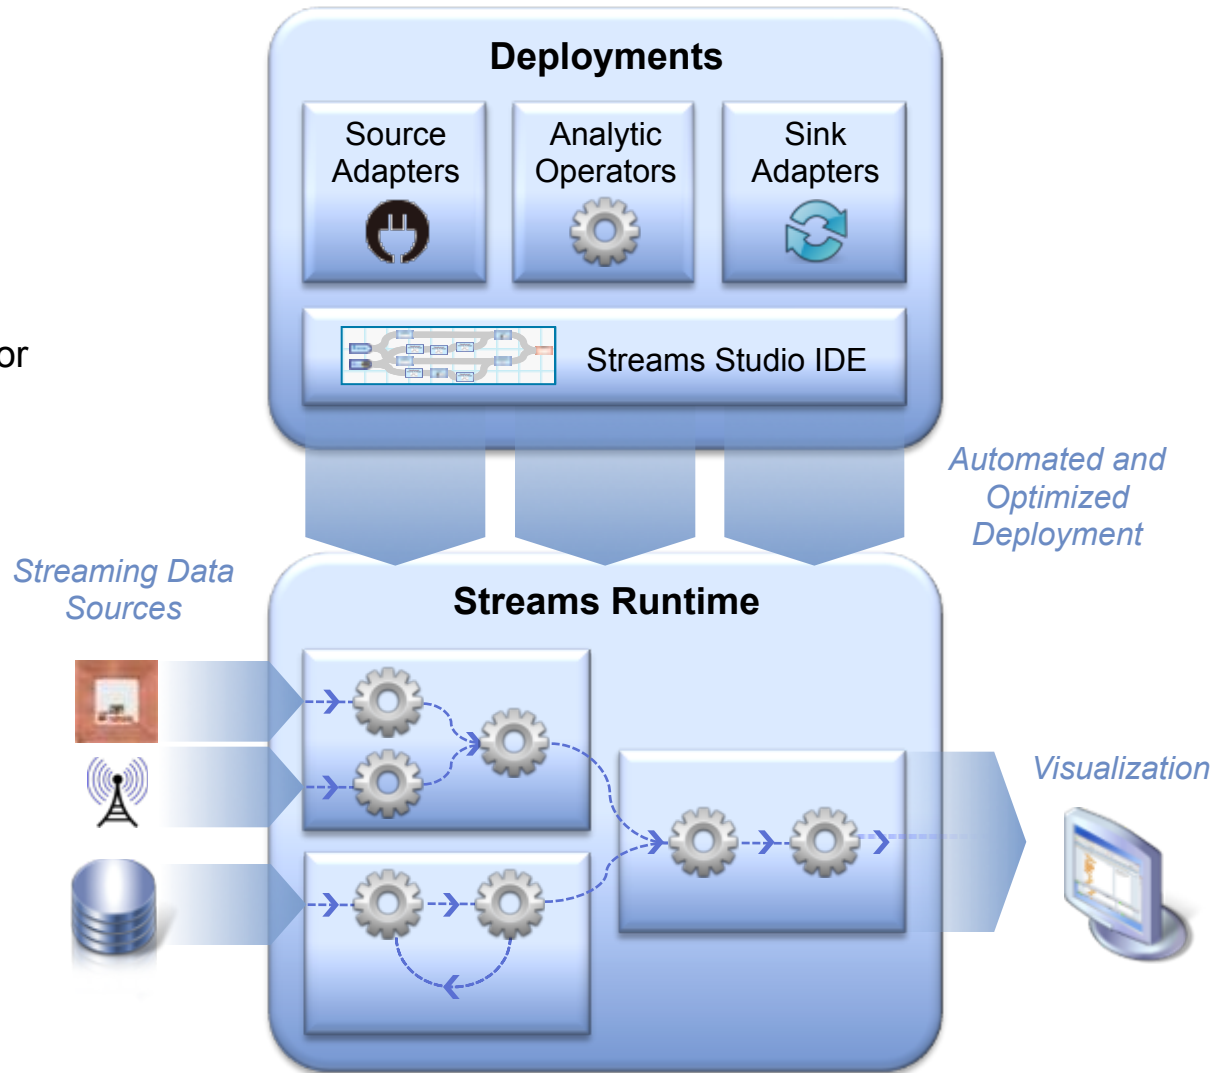 Deployments
Source
Adapters
Analytic
Operators
Sink
Adapters
or
Streams Studio IDE
Automated and
Optimized
Deployment
Streaming Data
Sources
Streams Runtime
Visualization